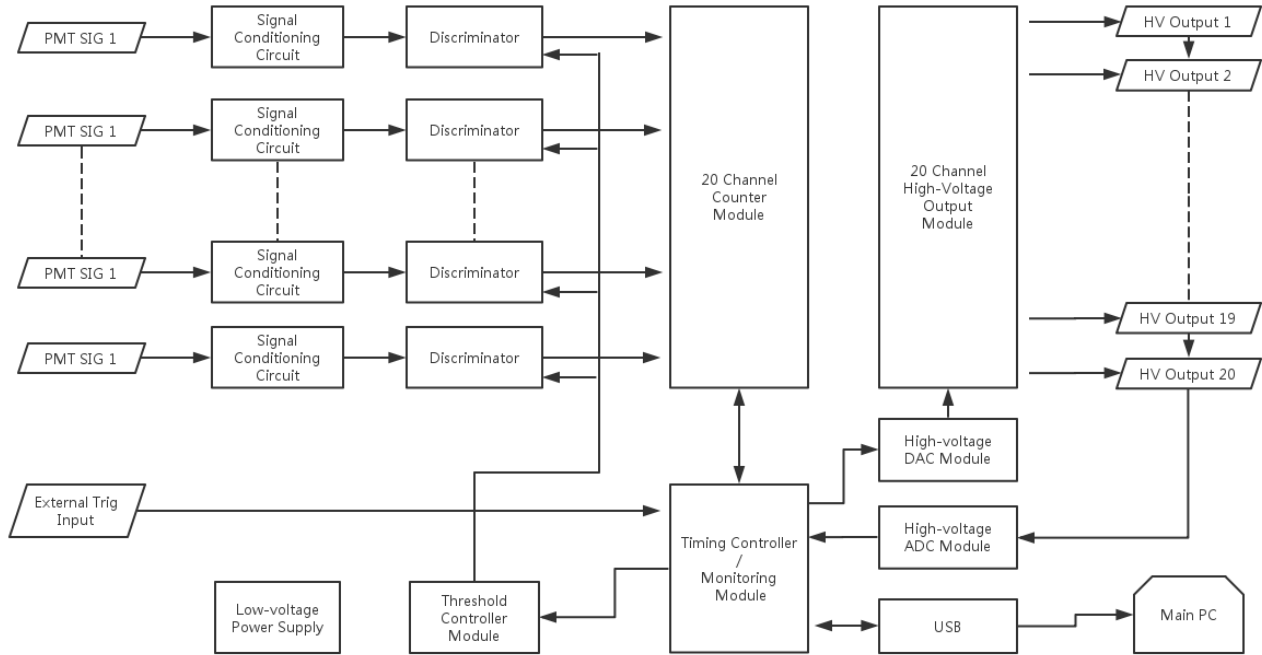 PMT SIG 1
Signal
Conditioning
Circuit
Discriminator
PMT SIG 1
Signal
Conditioning
Circuit
Discriminator
PMT SIG 1
Signal
Conditioning
Circuit
Discriminator
PMT SIG 1
Signal
Conditioning
Circuit
Discriminator
20 Channel
Counter
Module
20 Channel
High-Voltage
Output
Module
HV Output 1
HV Output 2
HV Output 19
HV Output 20
High-voltage
DAC Module
External Trig
Input
Timing Controller
/
Monitoring
Module
High-voltage
ADC Module
Low-voltage
Power Supply
Threshold
Controller
Module
USB
Main PC